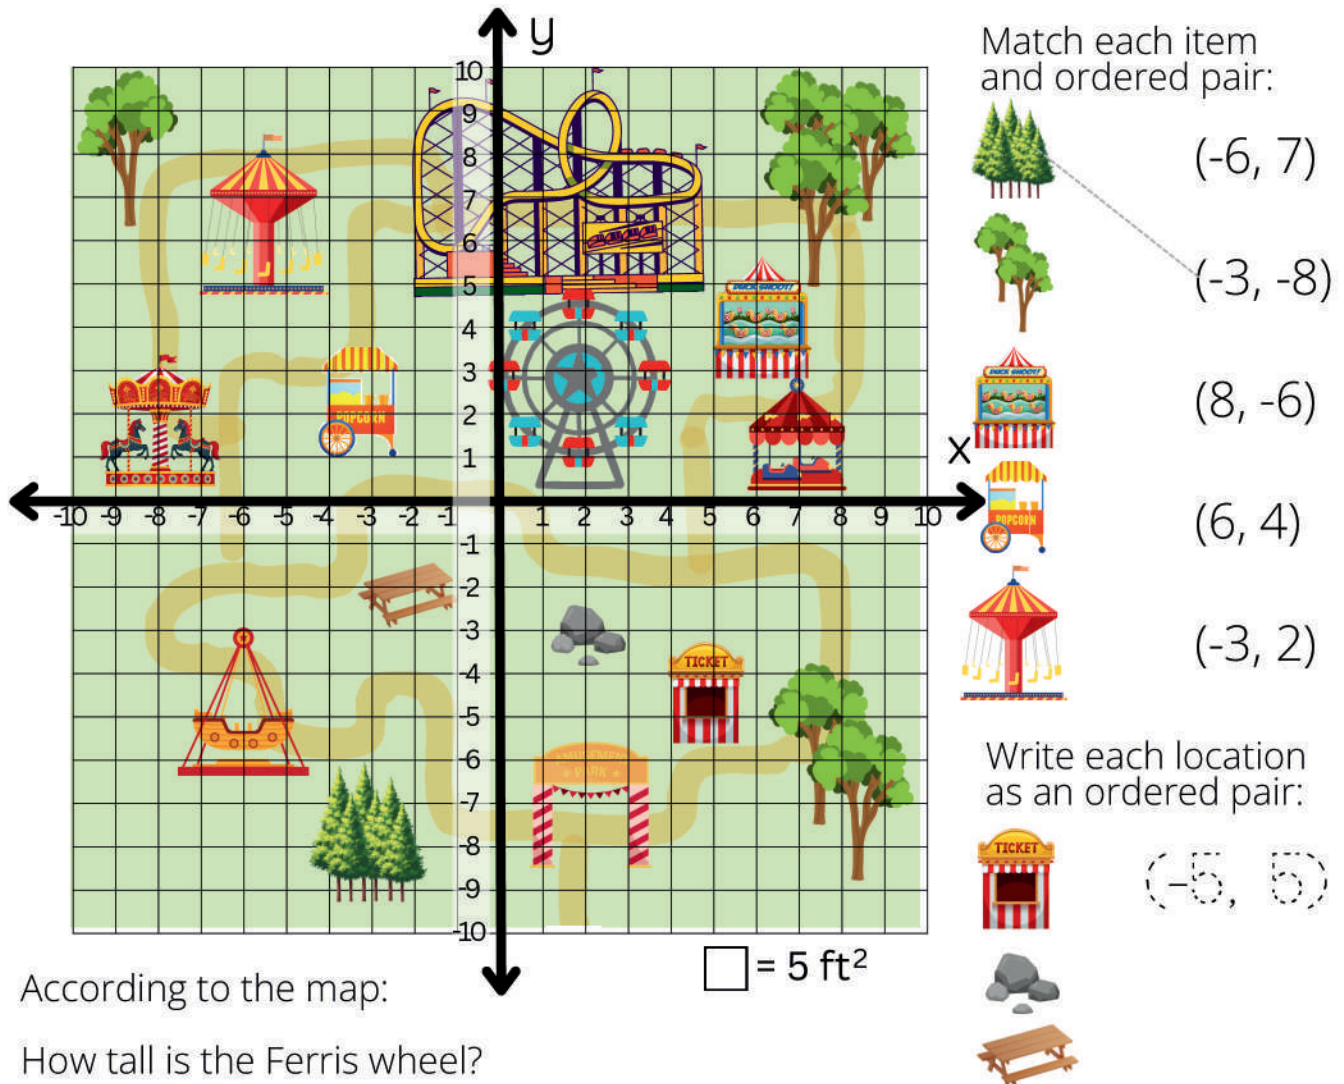 y
10
9
8
7
6
5
4
3
2
1
x
-10 -9 -8 -7 -6 -5 -4 -3 -2 -1 1 2 3 4 5 6 7 8 9 10
-1
-2
-3
-4
-5
-6
-7
-8
-9
-10
DUCK SHOOT!
POPCORN
TICKET
AMUSEMENT
PARK
= 5 ft²
Match each item
and ordered pair:
(-6, 7)
(-3, -8)
DUCK SHOOT!
(8, -6)
POPCORN
(6, 4)
(-3, 2)
Write each location
as an ordered pair:
TICKET
(-5, 5)
According to the map:
How tall is the Ferris wheel?